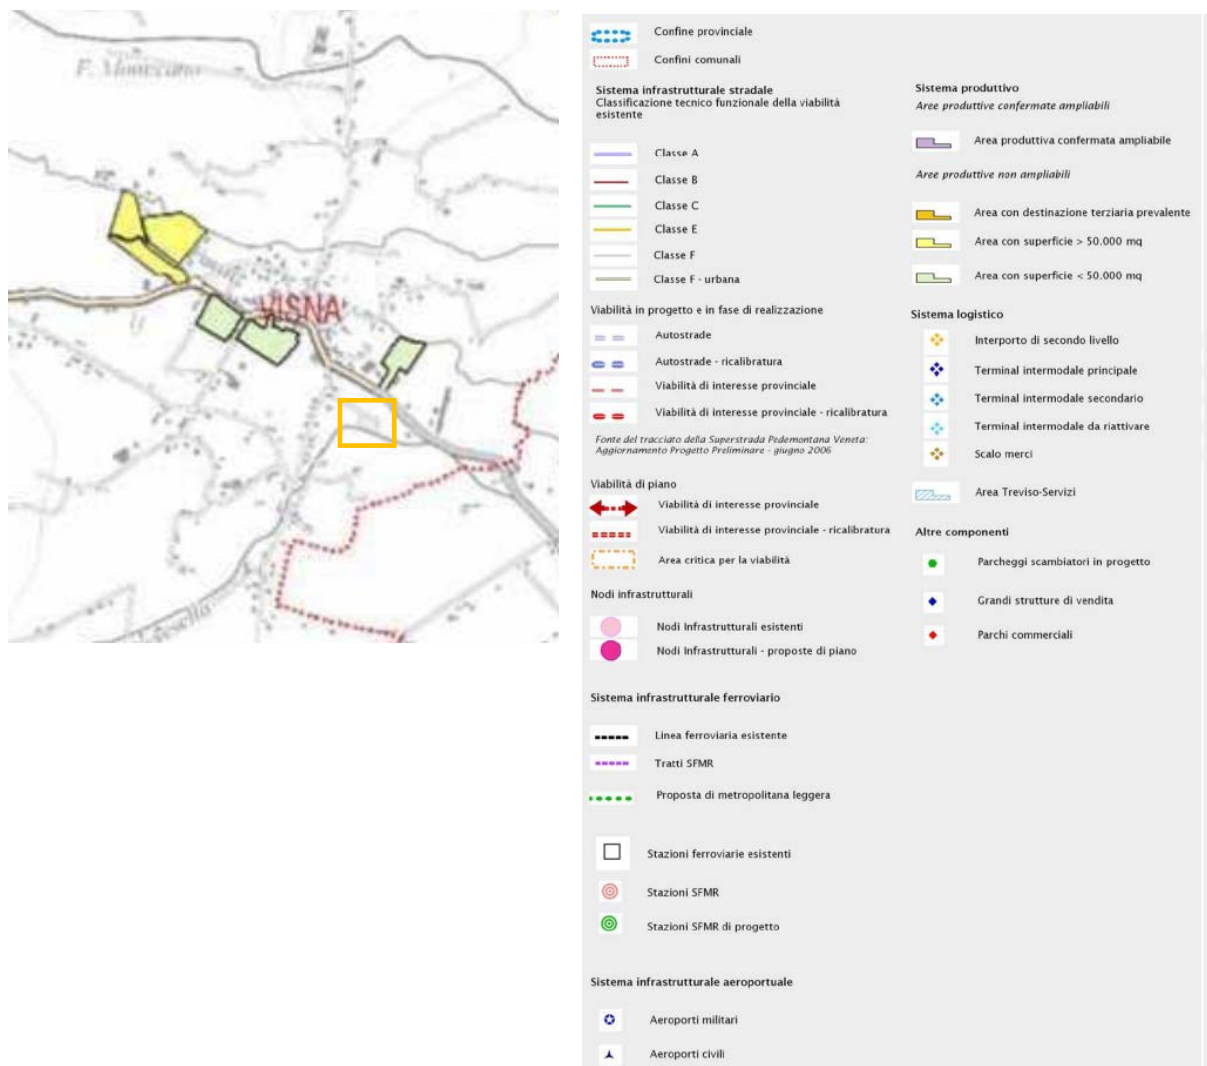 F. Monticano
VISNA
Confine provinciale
Confini comunali
Sistema infrastrutturale stradale
Classificazione tecnico funzionale della viabilità
esistente
Classe A
Classe B
Classe C
Classe E
Classe F
Classe F - urbana
Viabilità in progetto e in fase di realizzazione
Autostrade
Autostrade - ricalibratura
Viabilità di interesse provinciale
Viabilità di interesse provinciale - ricalibratura
Fonte del tracciato della Superstrada Pedemontana Veneta:
Aggiornamento Progetto Preliminare - giugno 2006
Viabilità di piano
Viabilità di interesse provinciale
Viabilità di interesse provinciale - ricalibratura
Area critica per la viabilità
Nodi infrastrutturali
Nodi Infrastrutturali esistenti
Nodi Infrastrutturali - proposte di piano
Sistema infrastrutturale ferroviario
Linea ferroviaria esistente
Tratti SFMR
Proposta di metropolitana leggera
Stazioni ferroviarie esistenti
Stazioni SFMR
Stazioni SFMR di progetto
Sistema infrastrutturale aeroportuale
Aeroporti militari
Aeroporti civili
Sistema produttivo
Aree produttive confermate ampliabili
Area produttiva confermata ampliabile
Aree produttive non ampliabili
Area con destinazione terziaria prevalente
Area con superficie > 50.000 mq
Area con superficie < 50.000 mq
Sistema logistico
Interporto di secondo livello
Terminal intermodale principale
Terminal intermodale secondario
Terminal intermodale da riattivare
Scalo merci
Area Treviso-Servizi
Altre componenti
Parcheggi scambiatori in progetto
Grandi strutture di vendita
Parchi commerciali